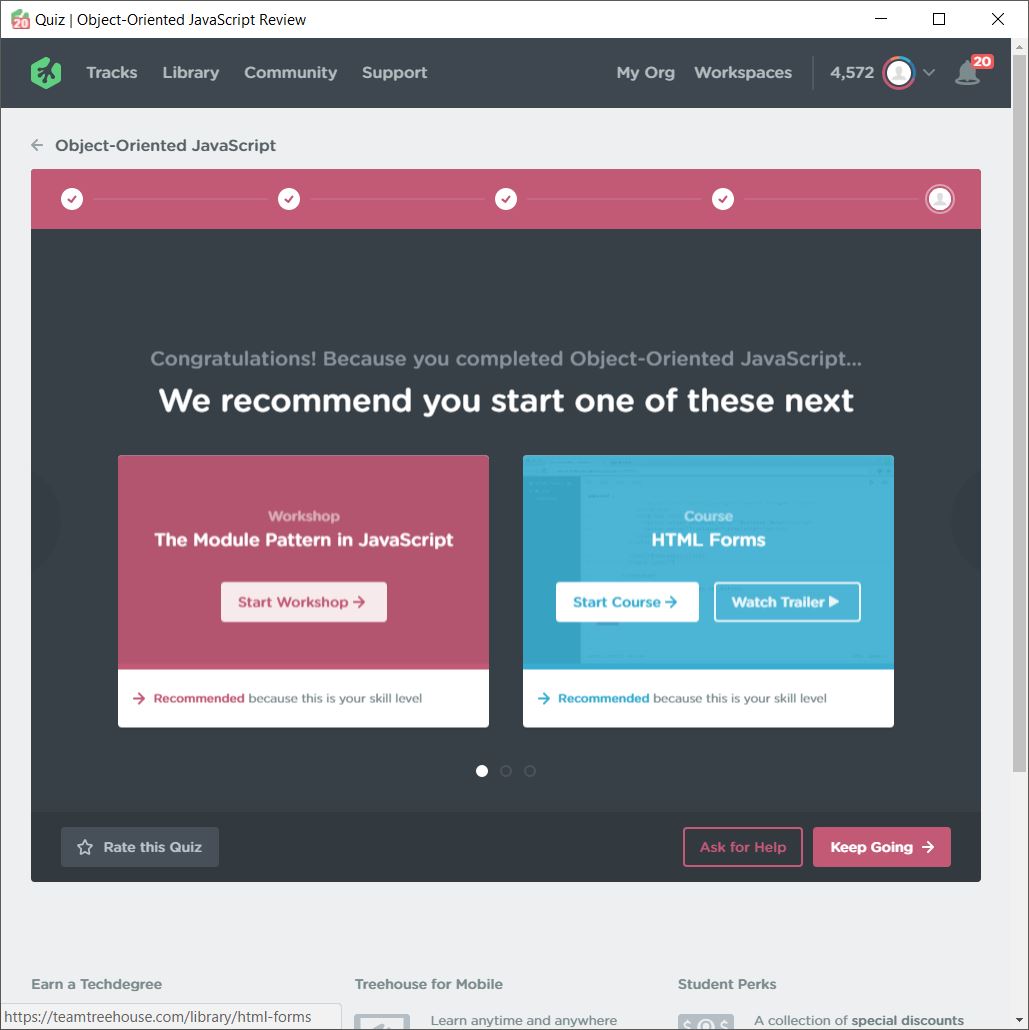 20
Quiz | Object-Oriented JavaScript Review
Tracks Library Community Support My Org Workspaces 4,572 20
Object-Oriented JavaScript
Congratulations! Because you completed Object-Oriented JavaScript...
We recommend you start one of these next
Workshop
The Module Pattern in JavaScript
Start Workshop
Recommended because this is your skill level
Course
HTML Forms
Start Course Watch Trailer
Recommended because this is your skill level
Rate this Quiz Ask for Help Keep Going
Earn a Techdegree Treehouse for Mobile Student Perks
Learn anytime and anywhere A collection of special discounts
https://teamtreehouse.com/library/html-forms